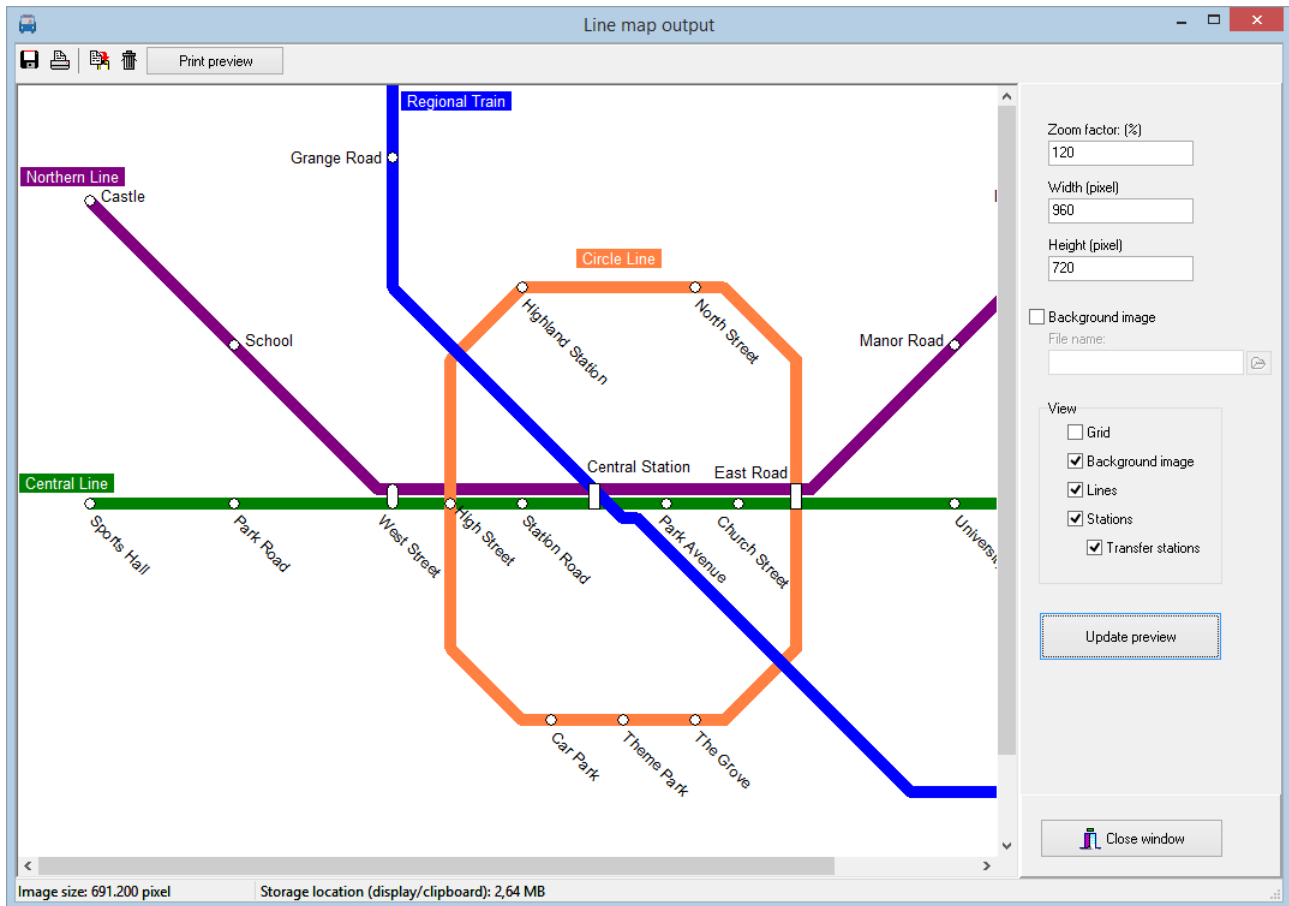 Line map output
Print preview
Regional Train
Grange Road
Northern Line
Castle
Circle Line
Highland Station
North Street
School
Manor Road
Central Station
East Road
Central Line
Sports Hall
Park Road
West Street
High Street
Station Road
Park Avenue
Church Street
Car Park
Theme Park
The Grove
Zoom factor: (%)
120
Width (pixel)
960
Height (pixel)
720
Background image
File name:
View
Grid
Background image
Lines
Stations
Transfer stations
Update preview
Close window
Image size: 691.200 pixel
Storage location (display/clipboard): 2,64 MB